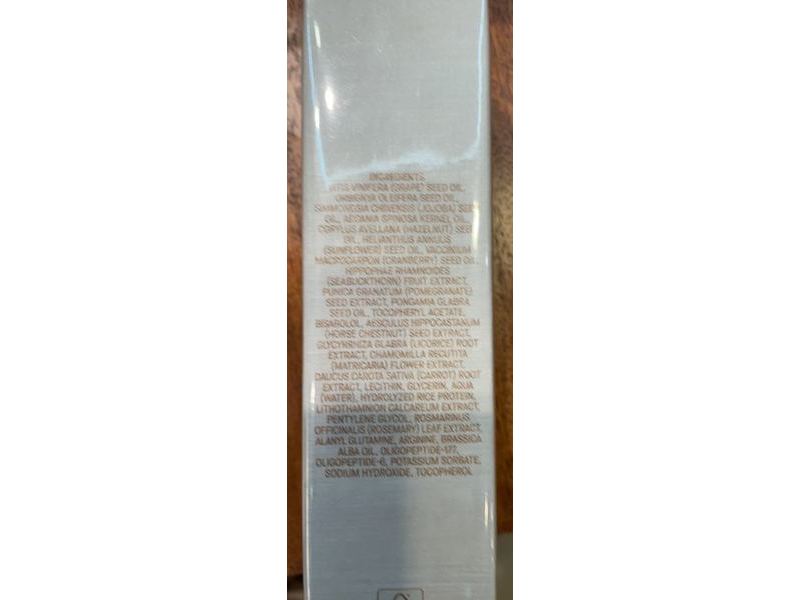 INGREDIENTS
VITIS VINIFERA (GRAPE) SEED OIL,
ORBIGNYA OLEIFERA SEED OIL,
SIMMONDSIA CHINENSIS (JOJOBA) SEED
OIL, ARGANIA SPINOSA KERNEL OIL,
CORYLUS AVELLANA (HAZELNUT) SEED
OIL, HELIANTHUS ANNUUS
(SUNFLOWER) SEED OIL, VACCINIUM
MACROCARPON (CRANBERRY) SEED OIL,
HIPPOPHAE RHAMNOIDES
(SEABUCKTHORN) FRUIT EXTRACT,
PUNICA GRANATUM (POMEGRANATE)
SEED EXTRACT, PONGAMIA GLABRA
SEED OIL, TOCOPHERYL ACETATE,
BISABOLOL, AESCULUS HIPPOCASTANUM
(HORSE CHESTNUT) SEED EXTRACT,
GLYCYRRHIZA GLABRA (LICORICE) ROOT
EXTRACT, CHAMOMILLA RECUTITA
(MATRICARIA) FLOWER EXTRACT,
DAUCUS CAROTA SATIVA (CARROT) ROOT
EXTRACT, LECITHIN, GLYCERIN, AQUA
(WATER), HYDROLYZED RICE PROTEIN,
LITHOTHAMNION CALCAREUM EXTRACT,
PENTYLENE GLYCOL, ROSMARINUS
OFFICINALIS (ROSEMARY) LEAF EXTRACT,
ALANYL GLUTAMINE, ARGININE, BRASSICA
ALBA OIL, OLIGOPEPTIDE-177,
OLIGOPEPTIDE-6, POTASSIUM SORBATE,
SODIUM HYDROXIDE, TOCOPHEROL